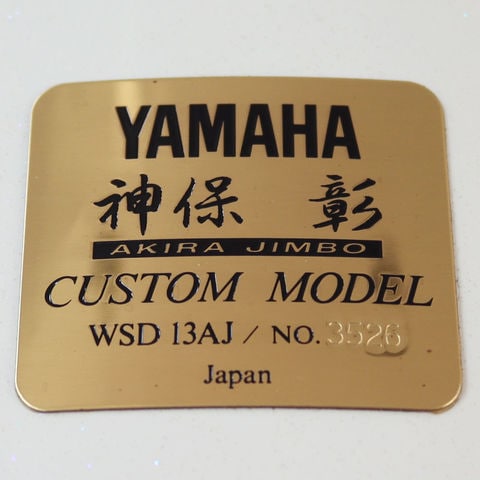 YAMAHA
神保 彰
AKIRA JIMBO
CUSTOM MODEL
WSD 13AJ / NO. 3526
Japan